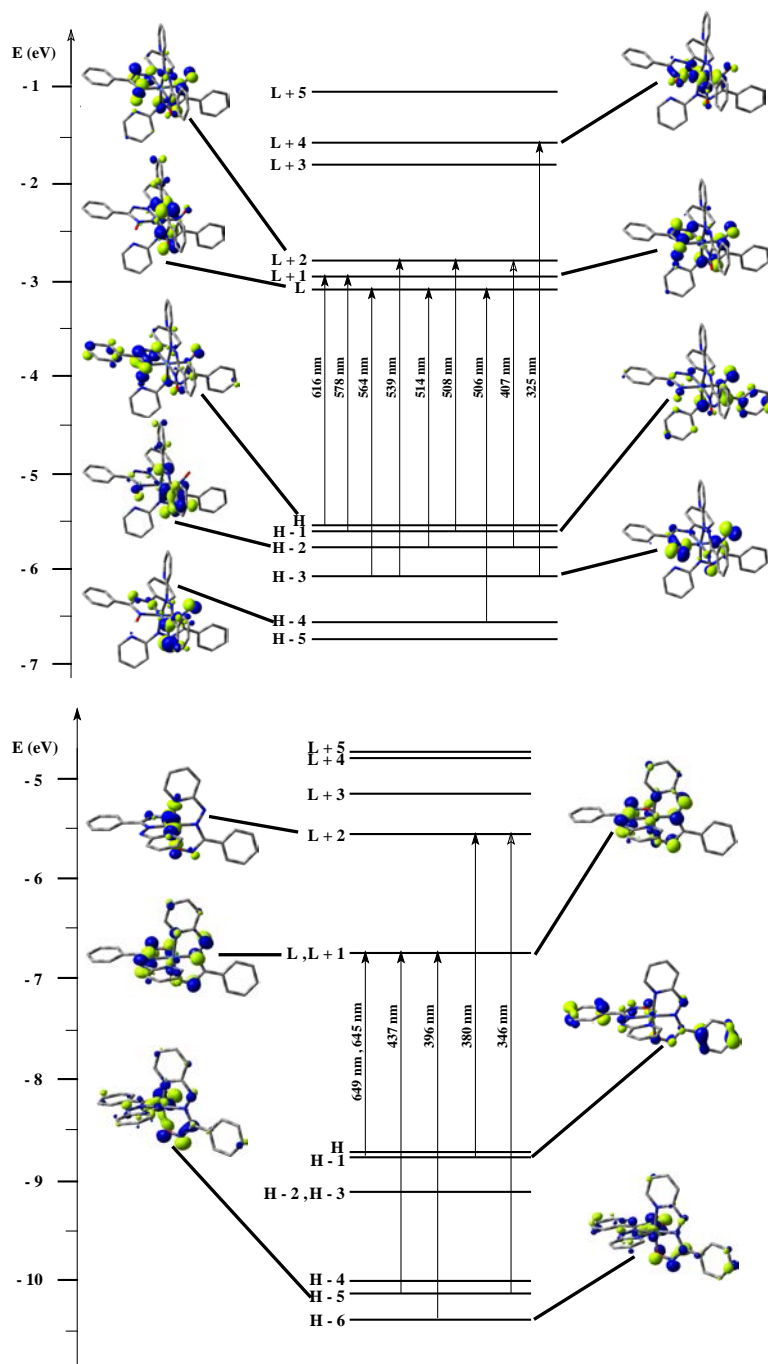 E (eV)
- 1
L + 5
L + 4
L + 3
- 2
L + 2
L + 1
- 3
L
616 nm
578 nm
564 nm
539 nm
514 nm
508 nm
506 nm
407 nm
325 nm
- 4
- 5
H
H - 1
H - 2
- 6
H - 3
H - 4
H - 5
- 7
E (eV)
L + 5
L + 4
- 5
L + 3
L + 2
- 6
L , L + 1
- 7
649 nm , 645 nm
437 nm
396 nm
380 nm
346 nm
- 8
H
H - 1
- 9
H - 2 , H - 3
H - 4
- 10
H - 5
H - 6